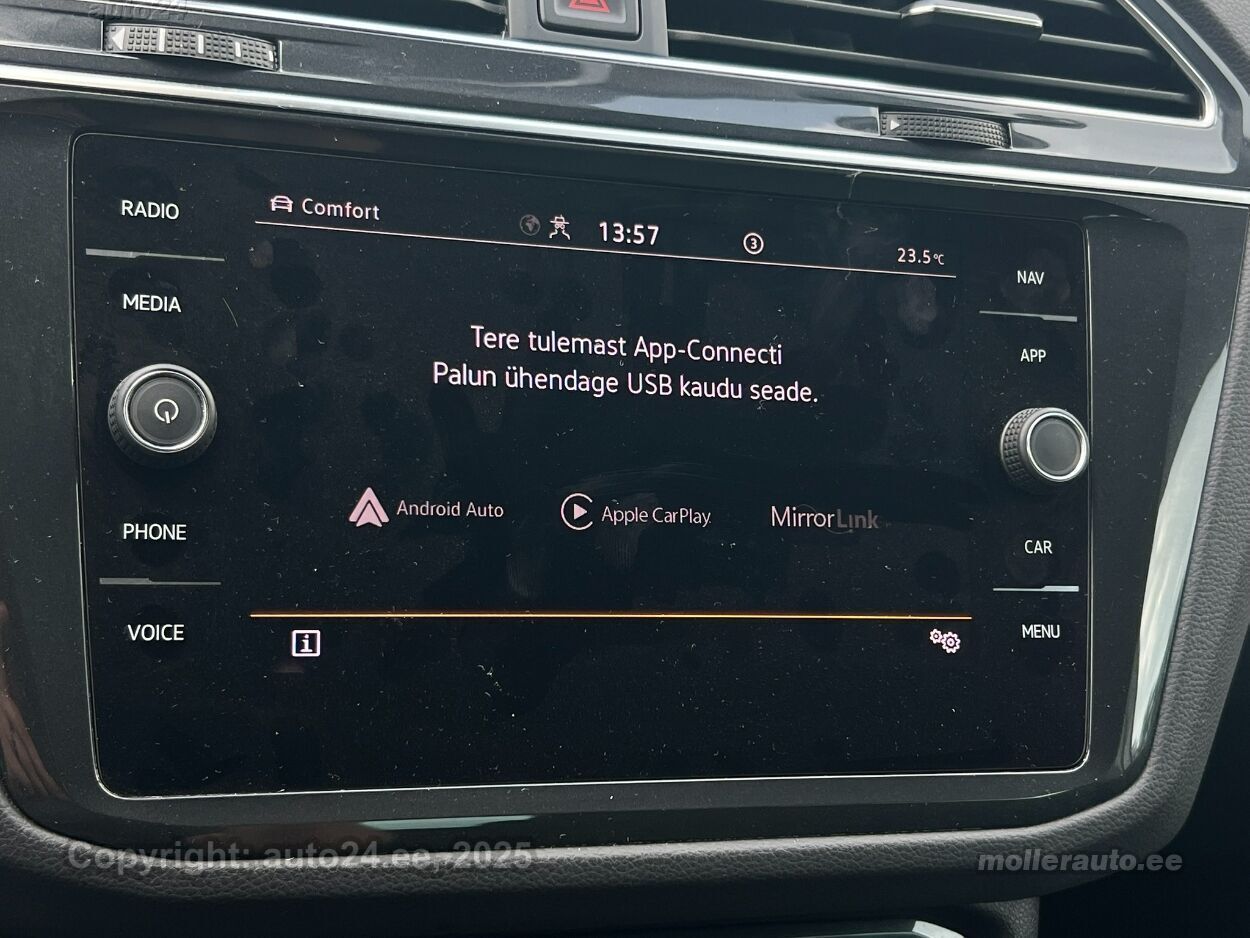 auto24
RADIO
Comfort
13:57
3
23.5°C
NAV
MEDIA
Tere tulemast App-Connecti
Palun ühendage USB kaudu seade.
APP
Android Auto
Apple CarPlay
MirrorLink
PHONE
CAR
VOICE
i
MENU
Copyright: auto24.ee, 2025
mollerauto.ee